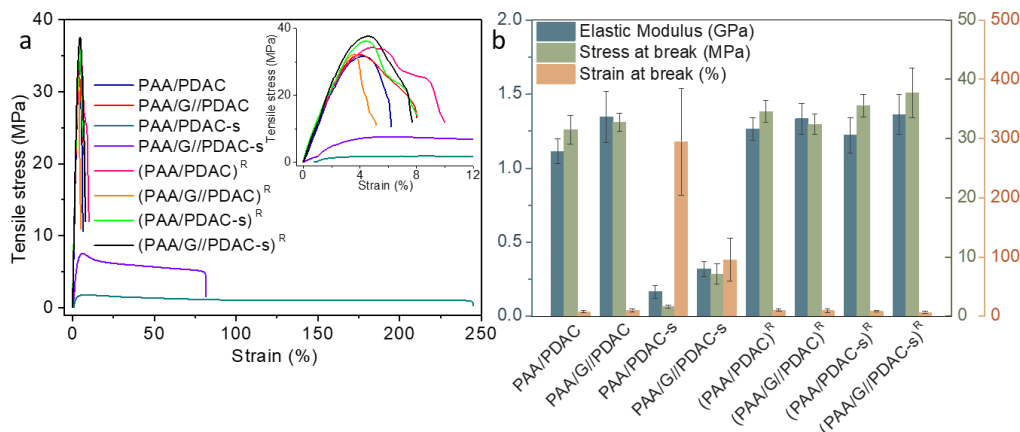 a
Tensile stress (MPa)
40
30
20
10
0
0
50
100
150
200
250
Strain (%)
PAA/PDAC
PAA/G//PDAC
PAA/PDAC-s
PAA/G//PDAC-s
(PAA/PDAC)ᴿ
(PAA/G//PDAC)ᴿ
(PAA/PDAC-s)ᴿ
(PAA/G//PDAC-s)ᴿ
Tensile stress (MPa)
40
20
0
0
4
8
12
Strain (%)
b
2.0
1.5
1.0
0.5
0.0
Elastic Modulus (GPa)
Stress at break (MPa)
Strain at break (%)
50
40
30
20
10
0
500
400
300
200
100
0
PAA/PDAC
PAA/G//PDAC
PAA/PDAC-s
PAA/G//PDAC-s
(PAA/PDAC)ᴿ
(PAA/G//PDAC)ᴿ
(PAA/PDAC-s)ᴿ
(PAA/G//PDAC-s)ᴿ